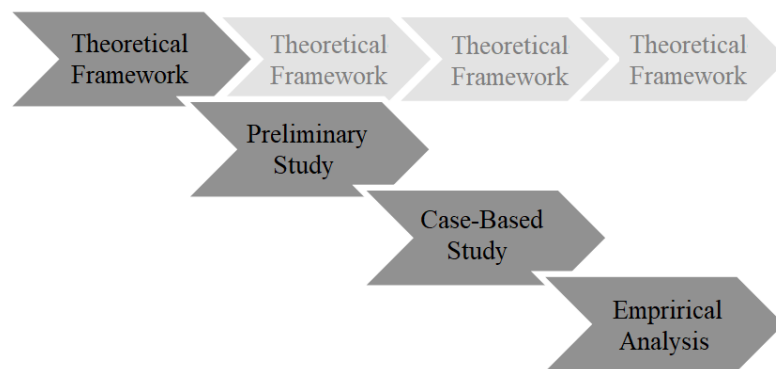 Theoretical
Framework
Theoretical
Framework
Theoretical
Framework
Theoretical
Framework
Preliminary
Study
Case-Based
Study
Emprirical
Analysis